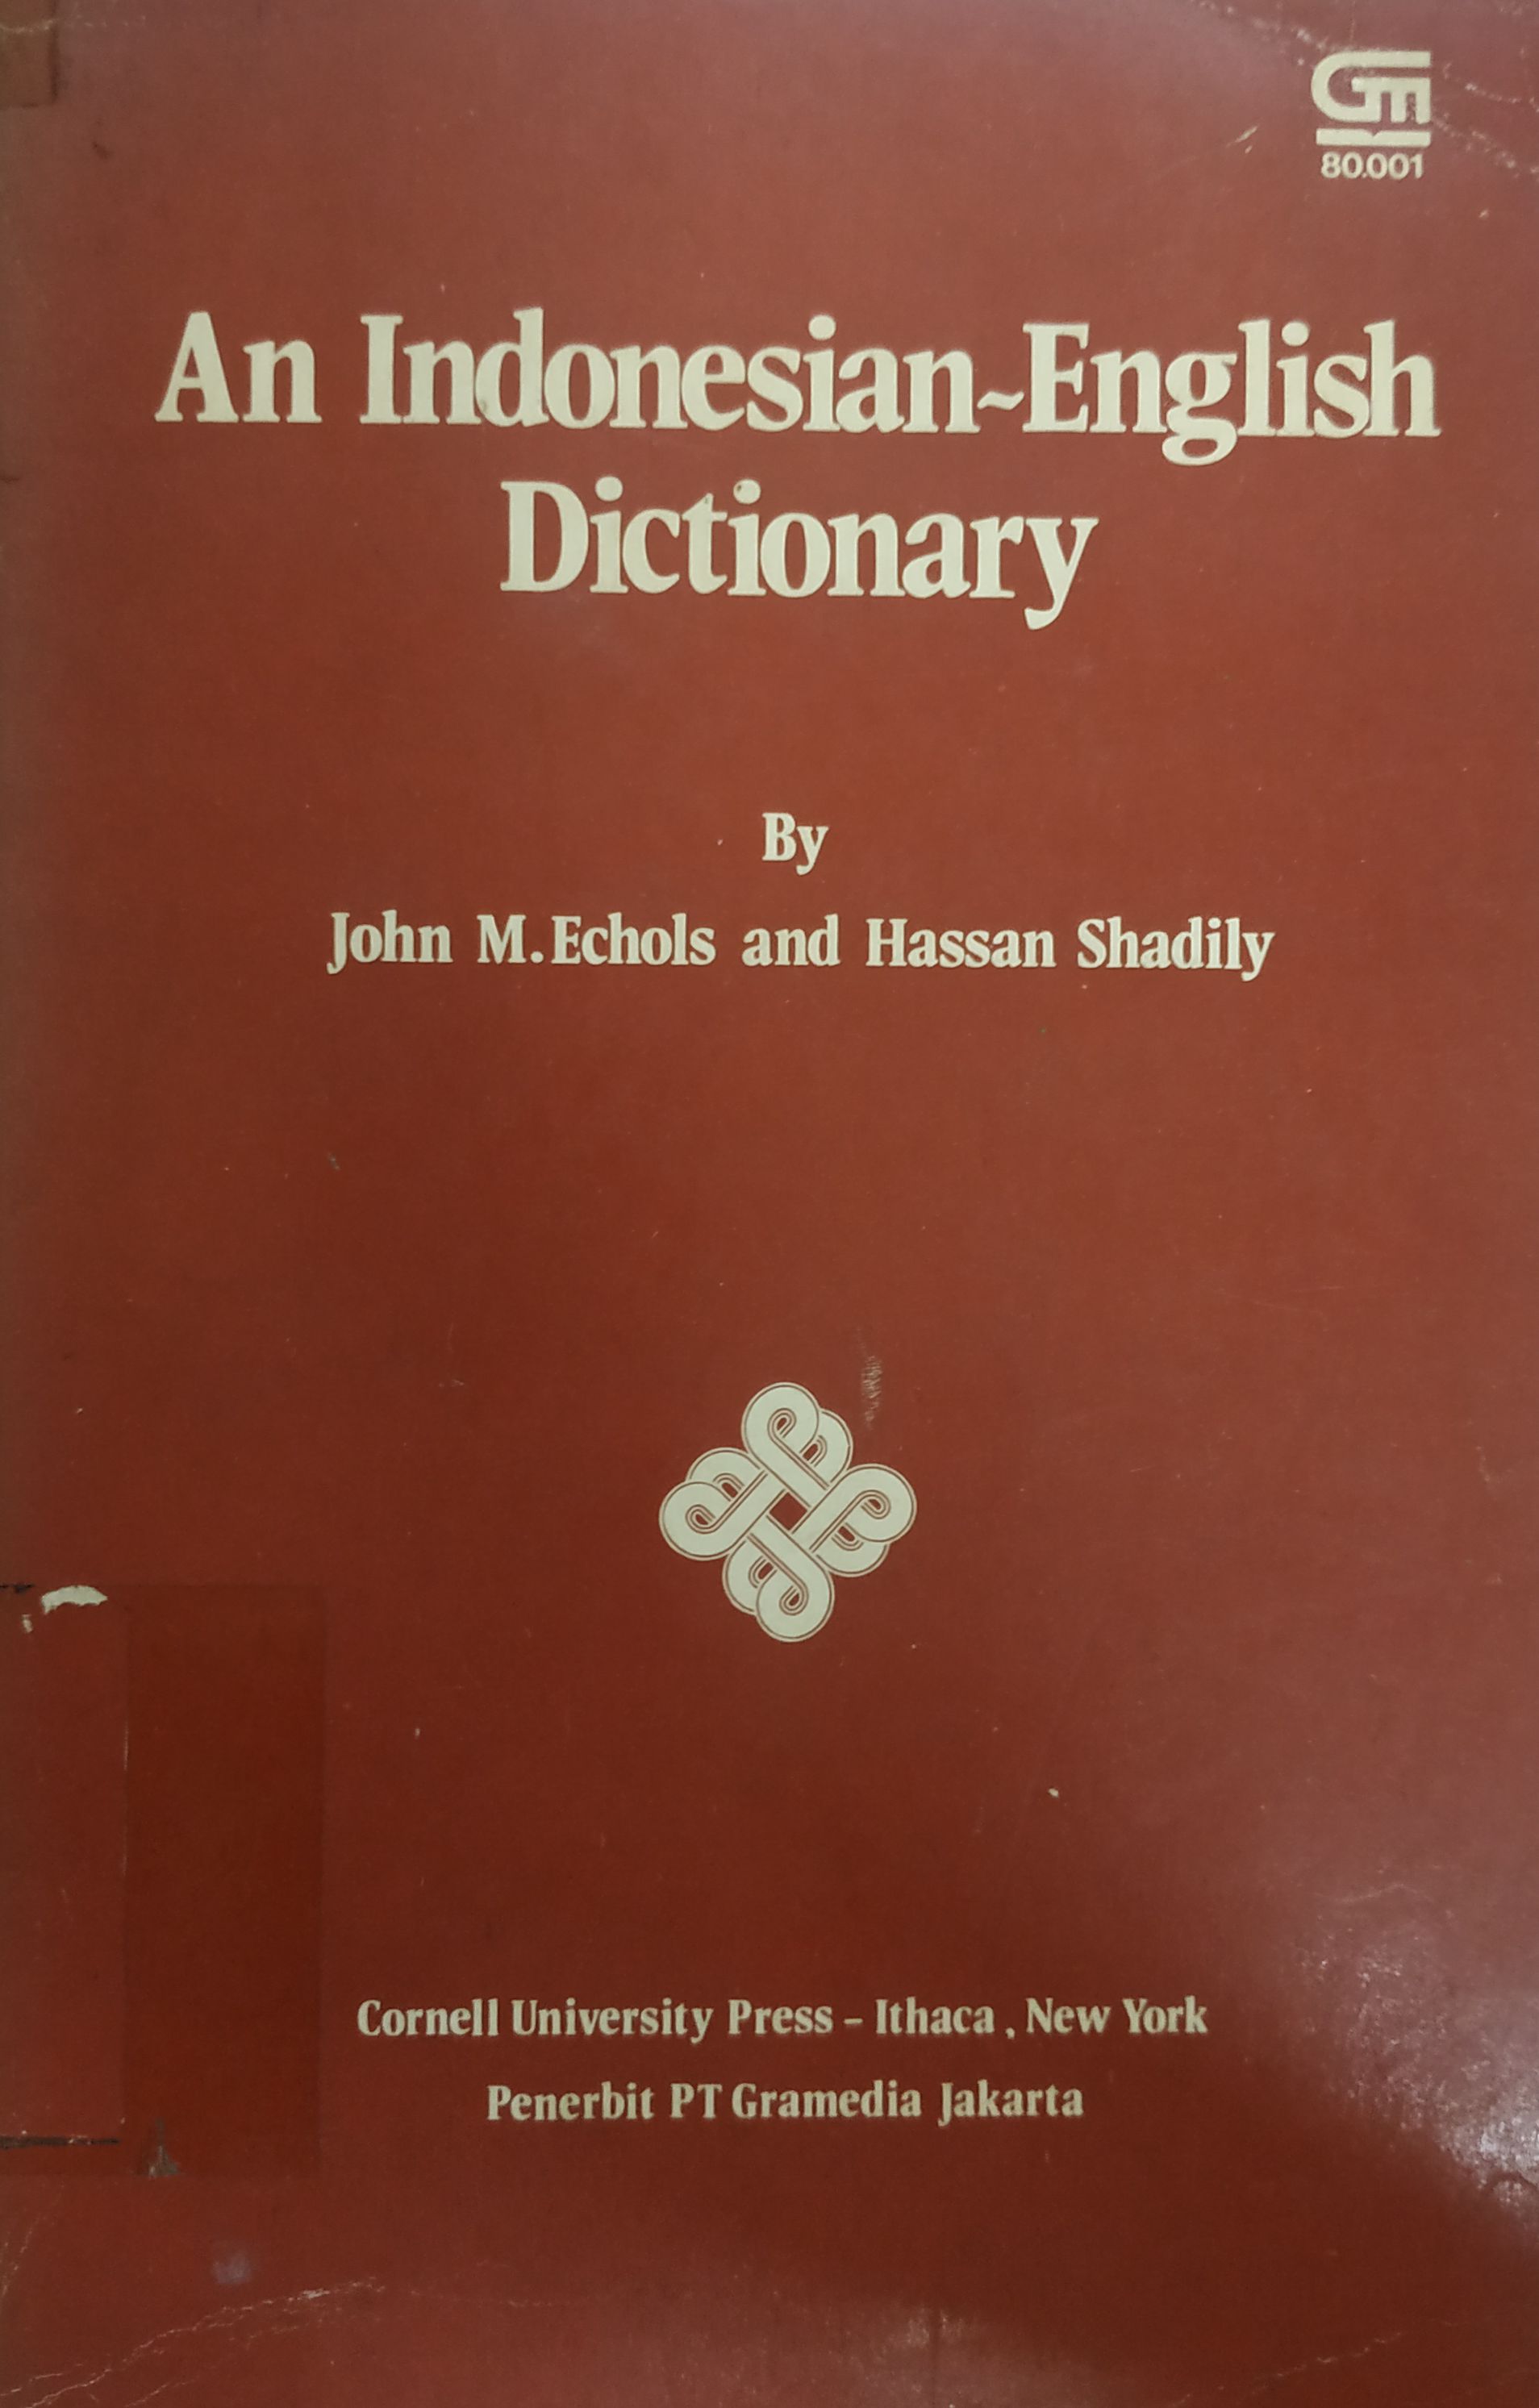 GM
80.001
An Indonesian-English
Dictionary
By
John M. Echols and Hassan Shadily
Cornell University Press – Ithaca , New York
Penerbit PT Gramedia Jakarta